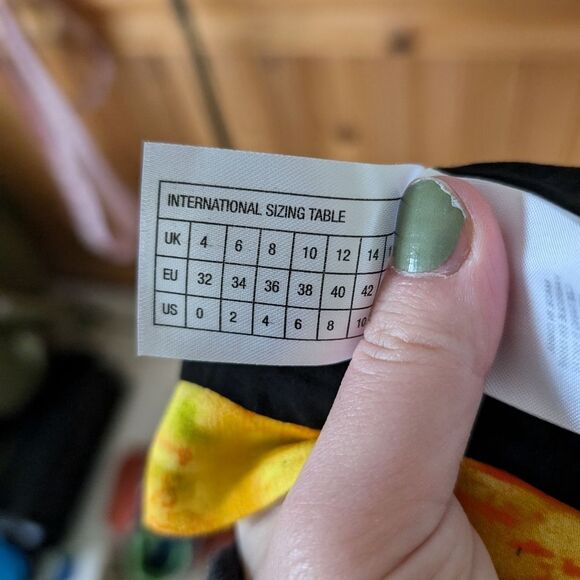 INTERNATIONAL SIZING TABLE
UK 4 6 8 10 12 14
EU 32 34 36 38 40 42
US 0 2 4 6 8 10